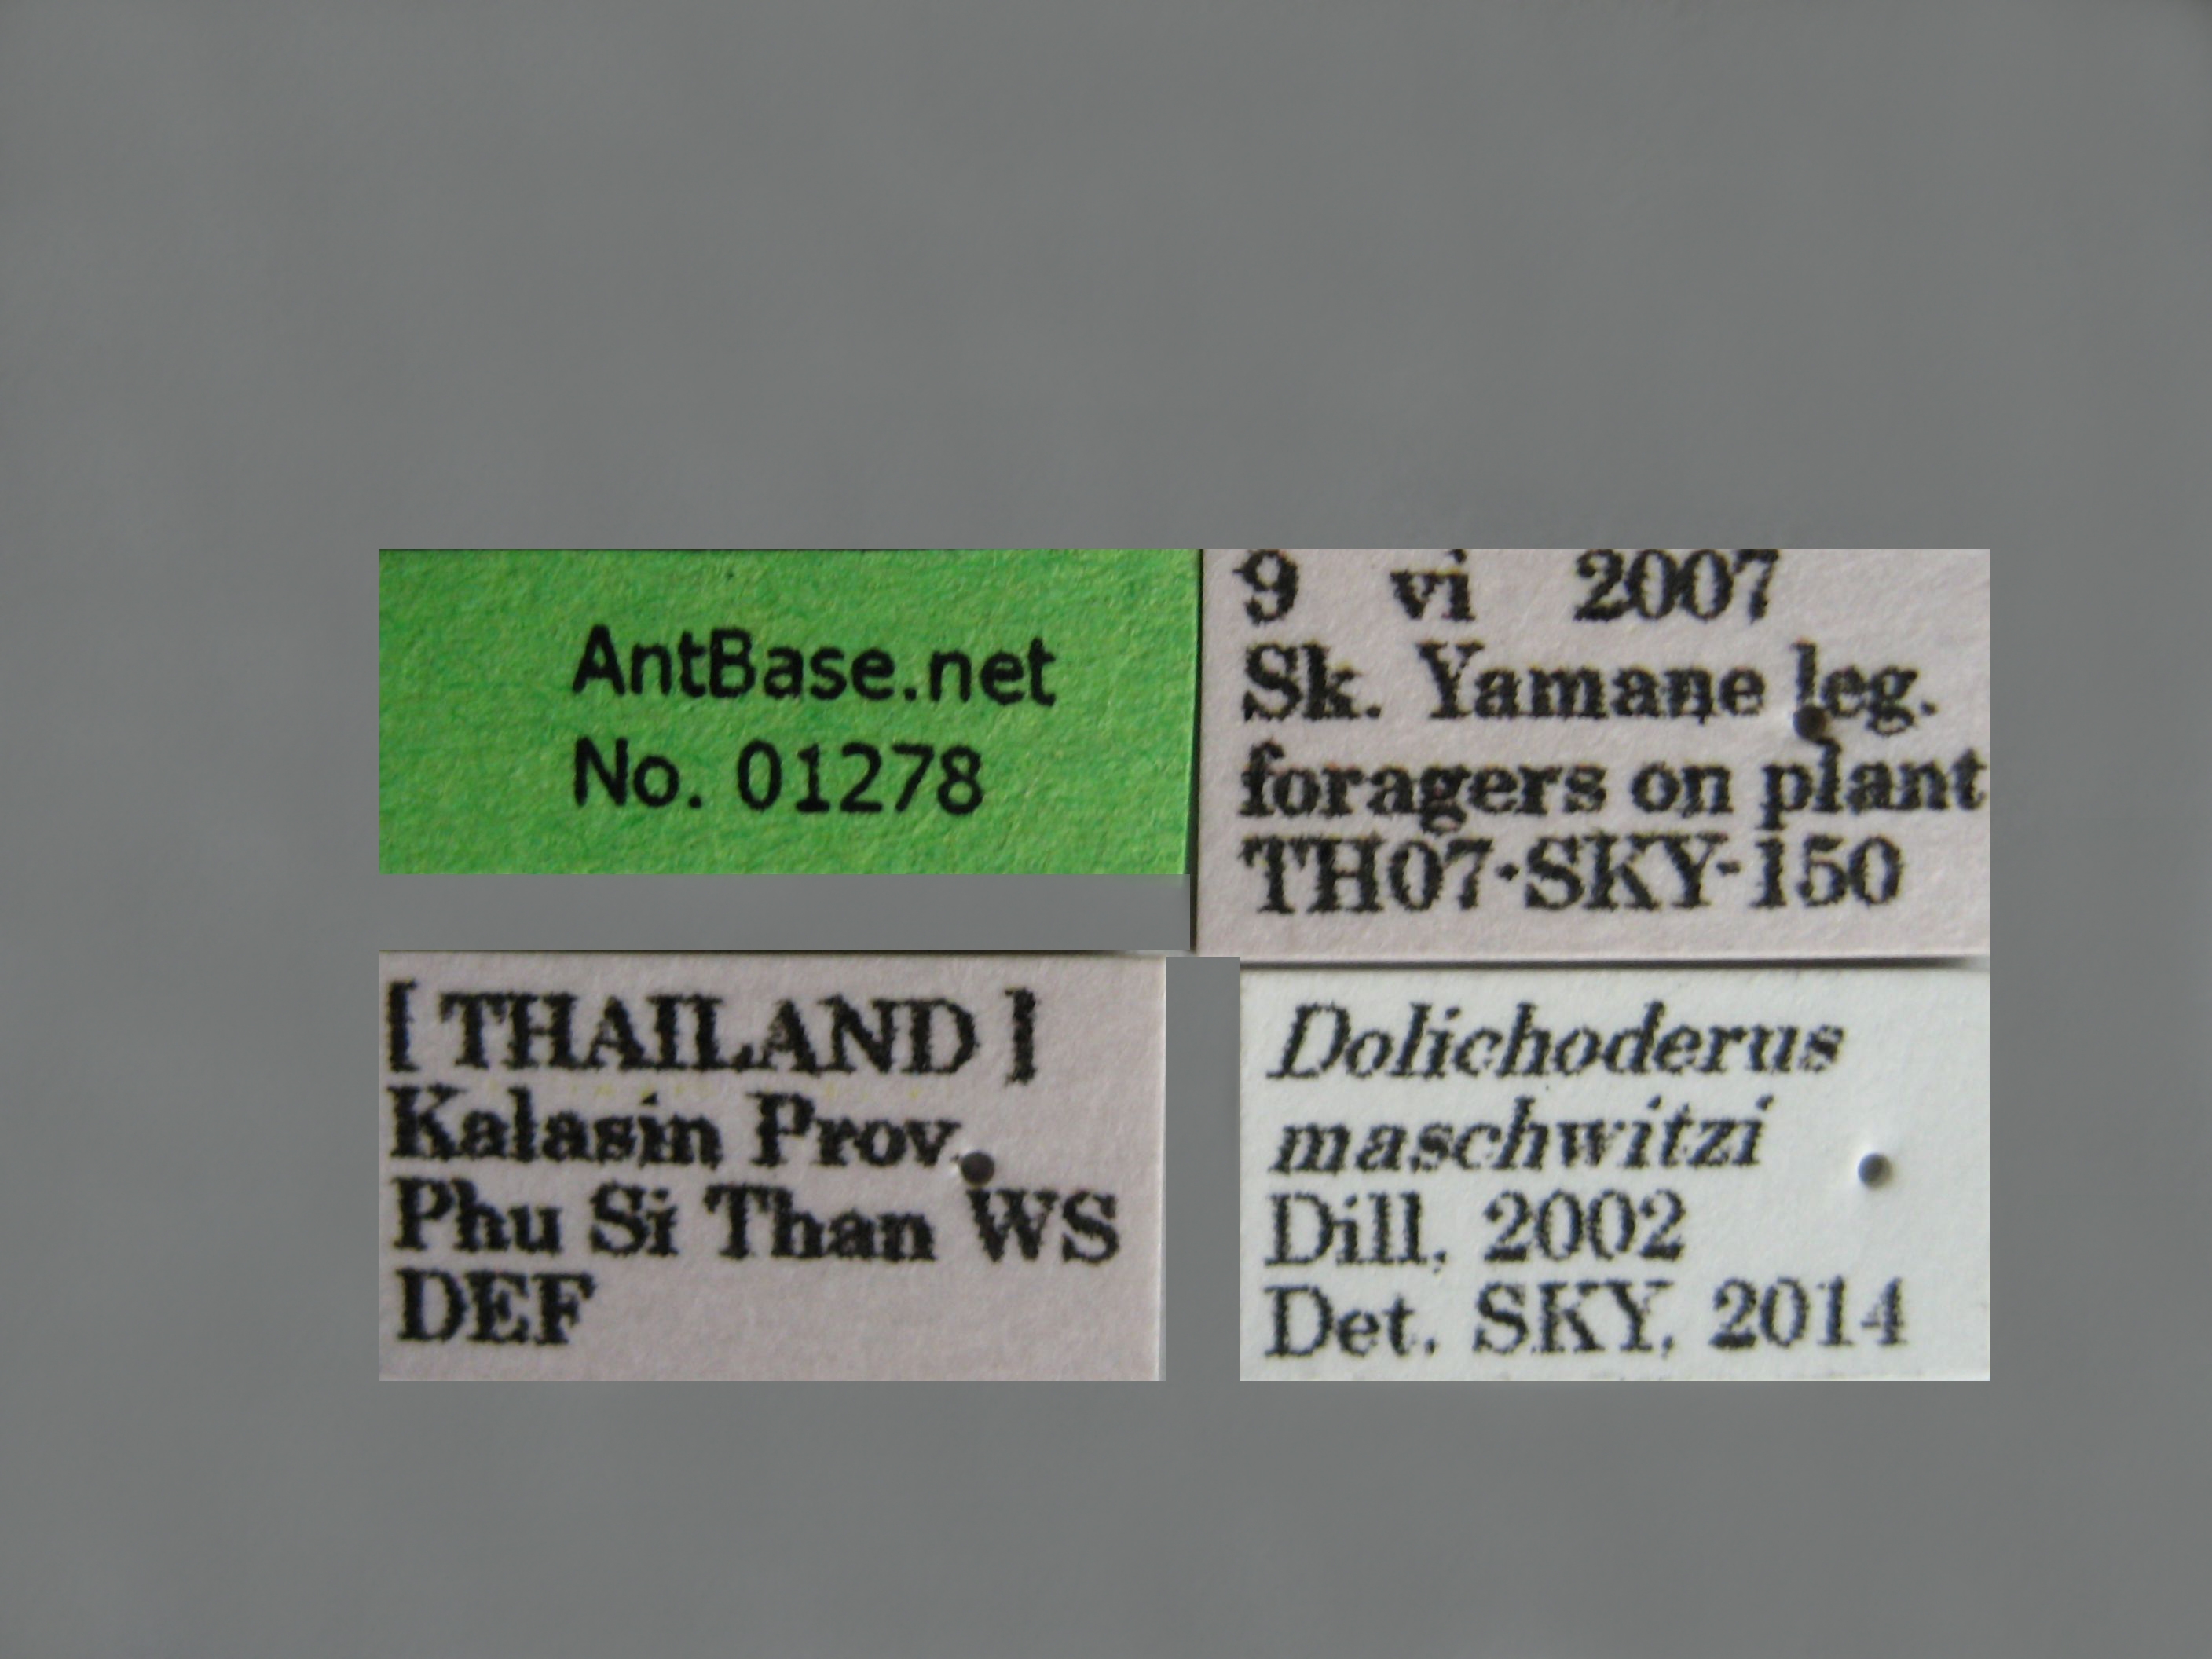 AntBase.net
No. 01278
9 vi 2007
Sk. Yamane leg.
foragers on plant
TH07-SKY-150
[ THAILAND ]
Kalasin Prov.
Phu Si Than WS
DEF
Dolichoderus
maschwitzi
Dill, 2002
Det. SKY, 2014